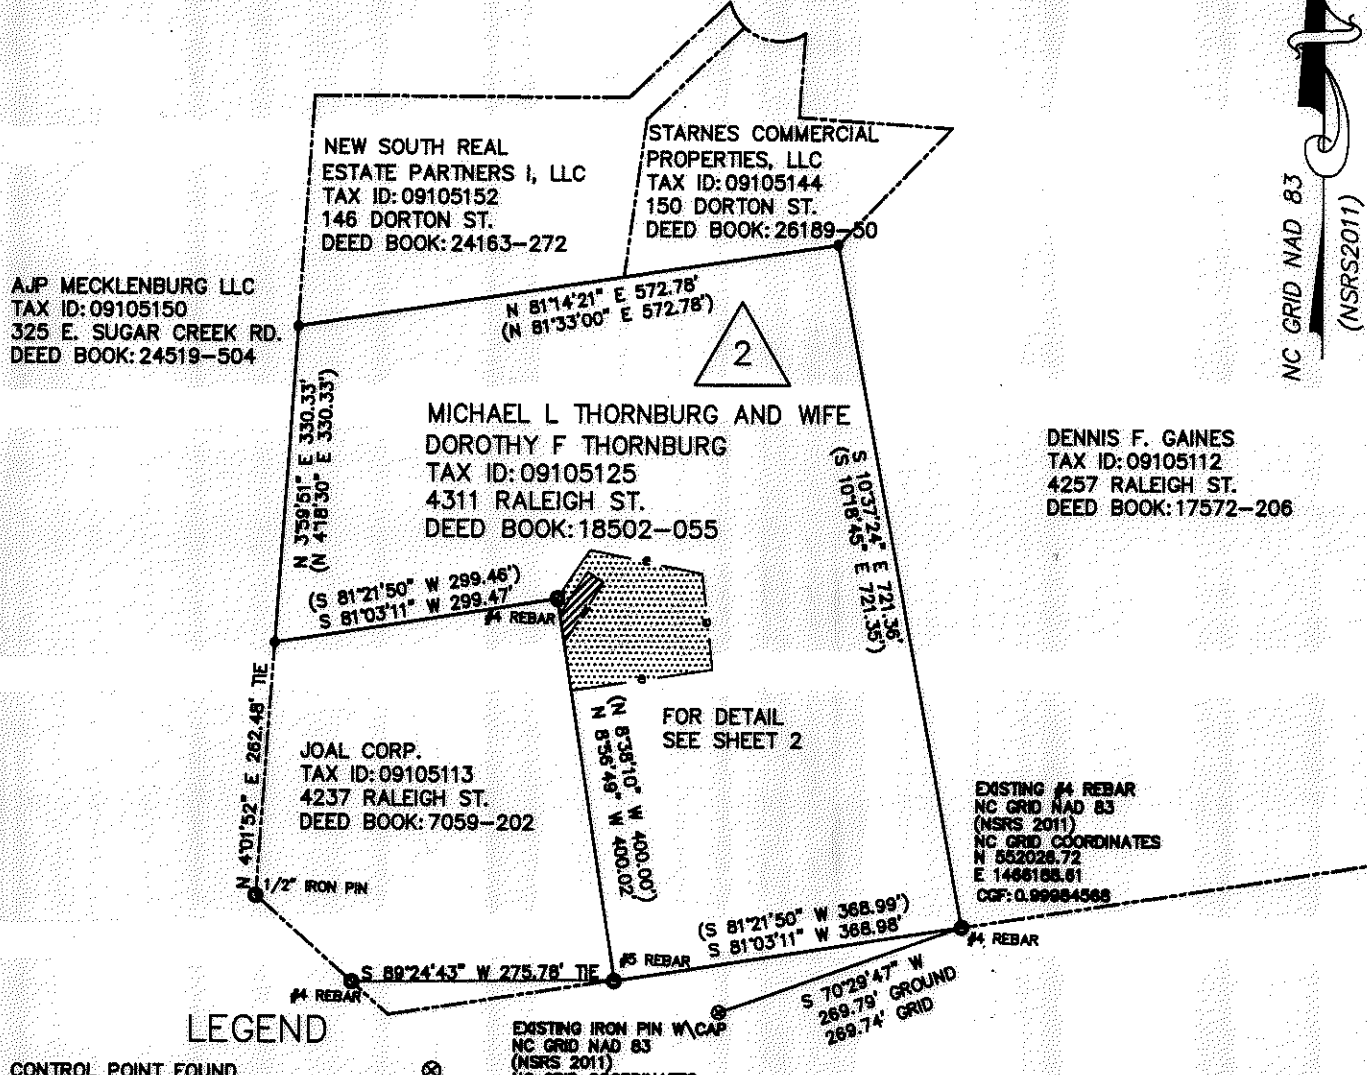 NC GRID NAD 83
(NSRS2011)
NEW SOUTH REAL
ESTATE PARTNERS I, LLC
TAX ID: 09105152
146 DORTON ST.
DEED BOOK: 24163-272
STARNES COMMERCIAL
PROPERTIES, LLC
TAX ID: 09105144
150 DORTON ST.
DEED BOOK: 26189-50
AJP MECKLENBURG LLC
TAX ID: 09105150
325 E. SUGAR CREEK RD.
DEED BOOK: 24519-504
N 81°14'21" E 572.78'
(N 81°33'00" E 572.78')
2
N 3°59'51" E 330.33'
(N 4°18'30" E 330.33')
MICHAEL L THORNBURG AND WIFE
DOROTHY F THORNBURG
TAX ID: 09105125
4311 RALEIGH ST.
DEED BOOK: 18502-055
S 10°37'24" E 721.36'
(S 10°18'45" E 721.35')
DENNIS F. GAINES
TAX ID: 09105112
4257 RALEIGH ST.
DEED BOOK: 17572-206
(S 81°21'50" W 299.46')
S 81°03'11" W 299.47'
#4 REBAR
N 4°01'52" E 262.48' TIE
JOAL CORP.
TAX ID: 09105113
4237 RALEIGH ST.
DEED BOOK: 7059-202
(N 8°38'10" W 400.00')
N 8°56'49" W 400.02'
FOR DETAIL
SEE SHEET 2
EXISTING #4 REBAR
NC GRID NAD 83
(NSRS 2011)
NC GRID COORDINATES
N 552028.72
E 1466188.61
CGF: 0.99984568
1/2" IRON PIN
(S 81°21'50" W 368.99')
S 81°03'11" W 368.98'
#4 REBAR
#5 REBAR
S 89°24'43" W 275.78' TIE
#4 REBAR
S 70°29'47" W
269.79' GROUND
269.74' GRID
LEGEND
EXISTING IRON PIN W\CAP
NC GRID NAD 83
(NSRS 2011)
NC GRID COORDINATES
CONTROL POINT FOUND